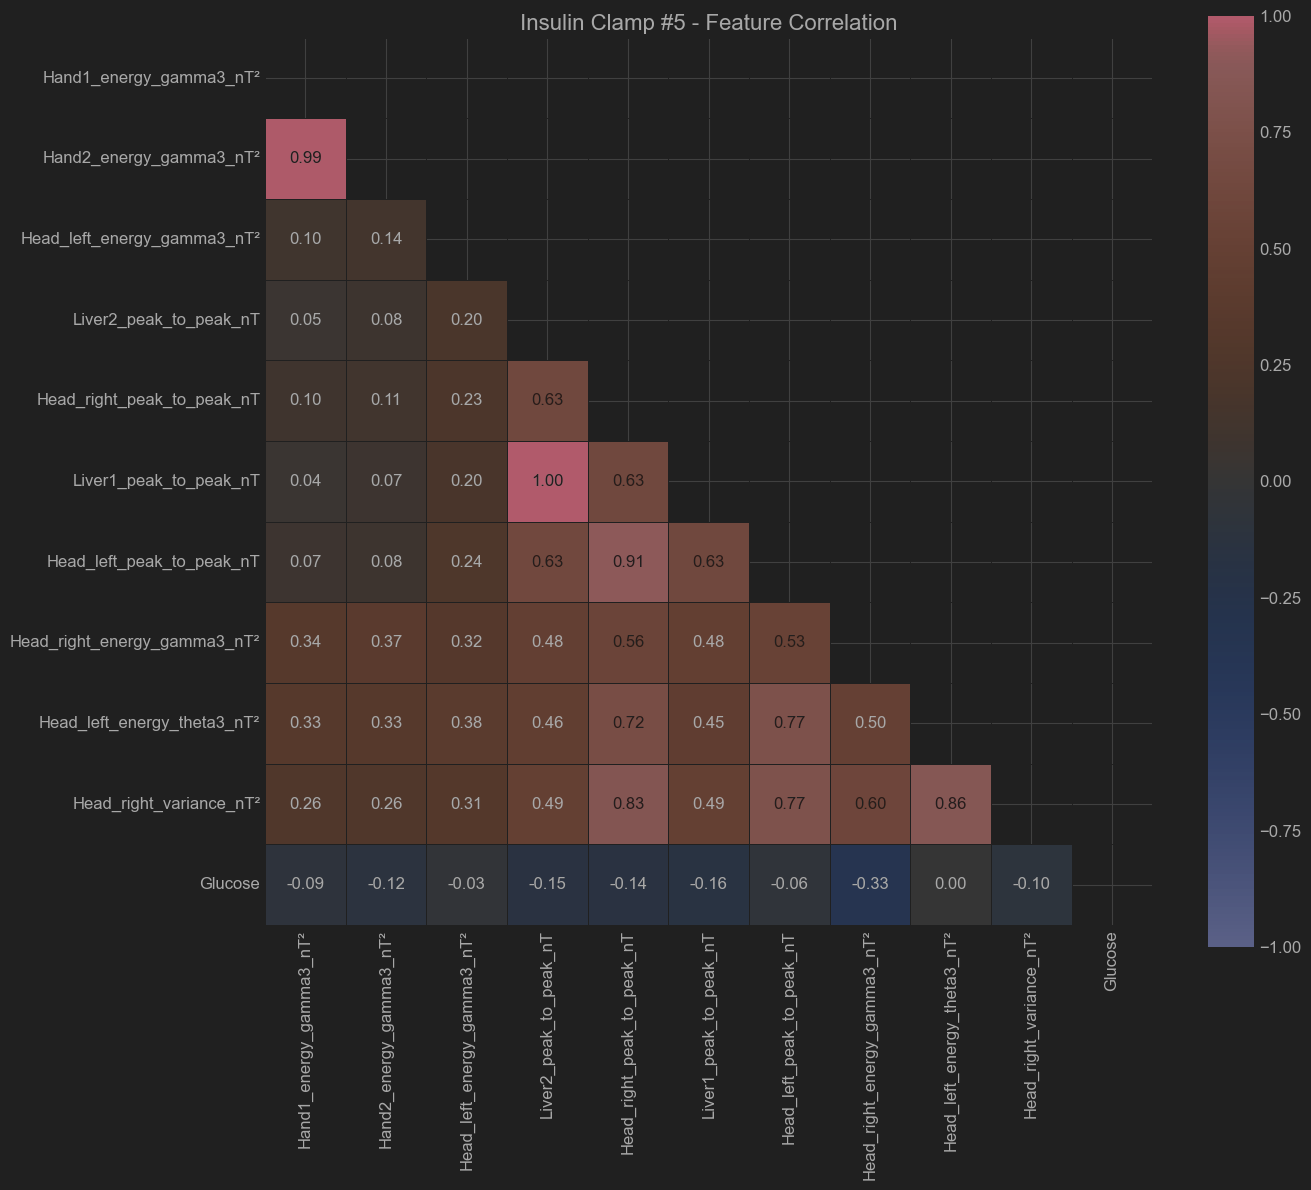 Insulin Clamp #5 - Feature Correlation
Hand1_energy_gamma3_nT²
Hand2_energy_gamma3_nT² 0.99
Head_left_energy_gamma3_nT² 0.10 0.14
Liver2_peak_to_peak_nT 0.05 0.08 0.20
Head_right_peak_to_peak_nT 0.10 0.11 0.23 0.63
Liver1_peak_to_peak_nT 0.04 0.07 0.20 1.00 0.63
Head_left_peak_to_peak_nT 0.07 0.08 0.24 0.63 0.91 0.63
Head_right_energy_gamma3_nT² 0.34 0.37 0.32 0.48 0.56 0.48 0.53
Head_left_energy_theta3_nT² 0.33 0.33 0.38 0.46 0.72 0.45 0.77 0.50
Head_right_variance_nT² 0.26 0.26 0.31 0.49 0.83 0.49 0.77 0.60 0.86
Glucose -0.09 -0.12 -0.03 -0.15 -0.14 -0.16 -0.06 -0.33 0.00 -0.10
Hand1_energy_gamma3_nT²
Hand2_energy_gamma3_nT²
Head_left_energy_gamma3_nT²
Liver2_peak_to_peak_nT
Head_right_peak_to_peak_nT
Liver1_peak_to_peak_nT
Head_left_peak_to_peak_nT
Head_right_energy_gamma3_nT²
Head_left_energy_theta3_nT²
Head_right_variance_nT²
Glucose
1.00
0.75
0.50
0.25
0.00
−0.25
−0.50
−0.75
−1.00